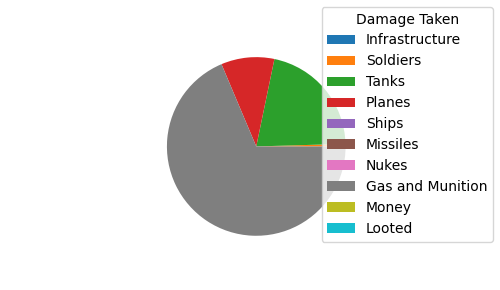 Damage Taken
Infrastructure
Soldiers
Tanks
Planes
Ships
Missiles
Nukes
Gas and Munition
Money
Looted